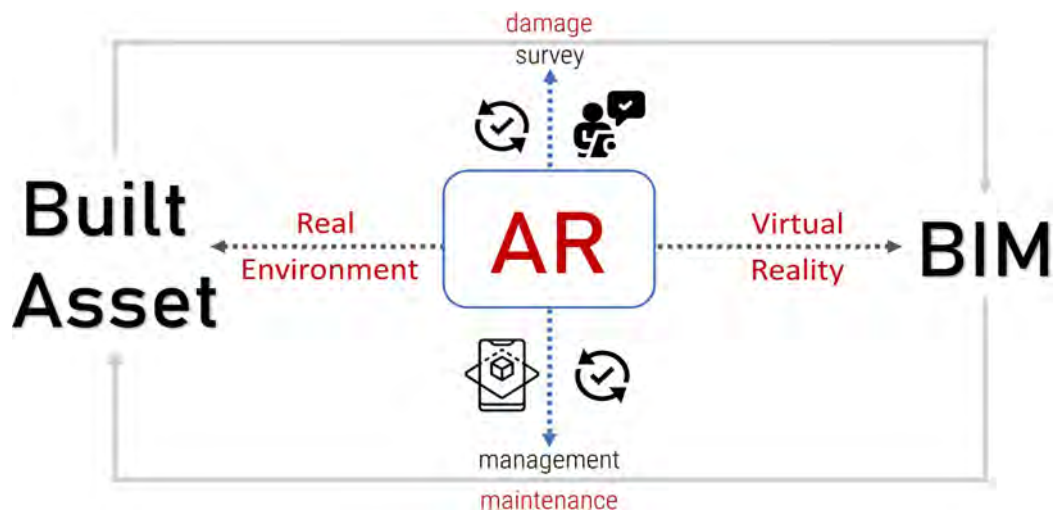 damage
survey
Built
Asset
Real
Environment
AR
Virtual
Reality
BIM
management
maintenance